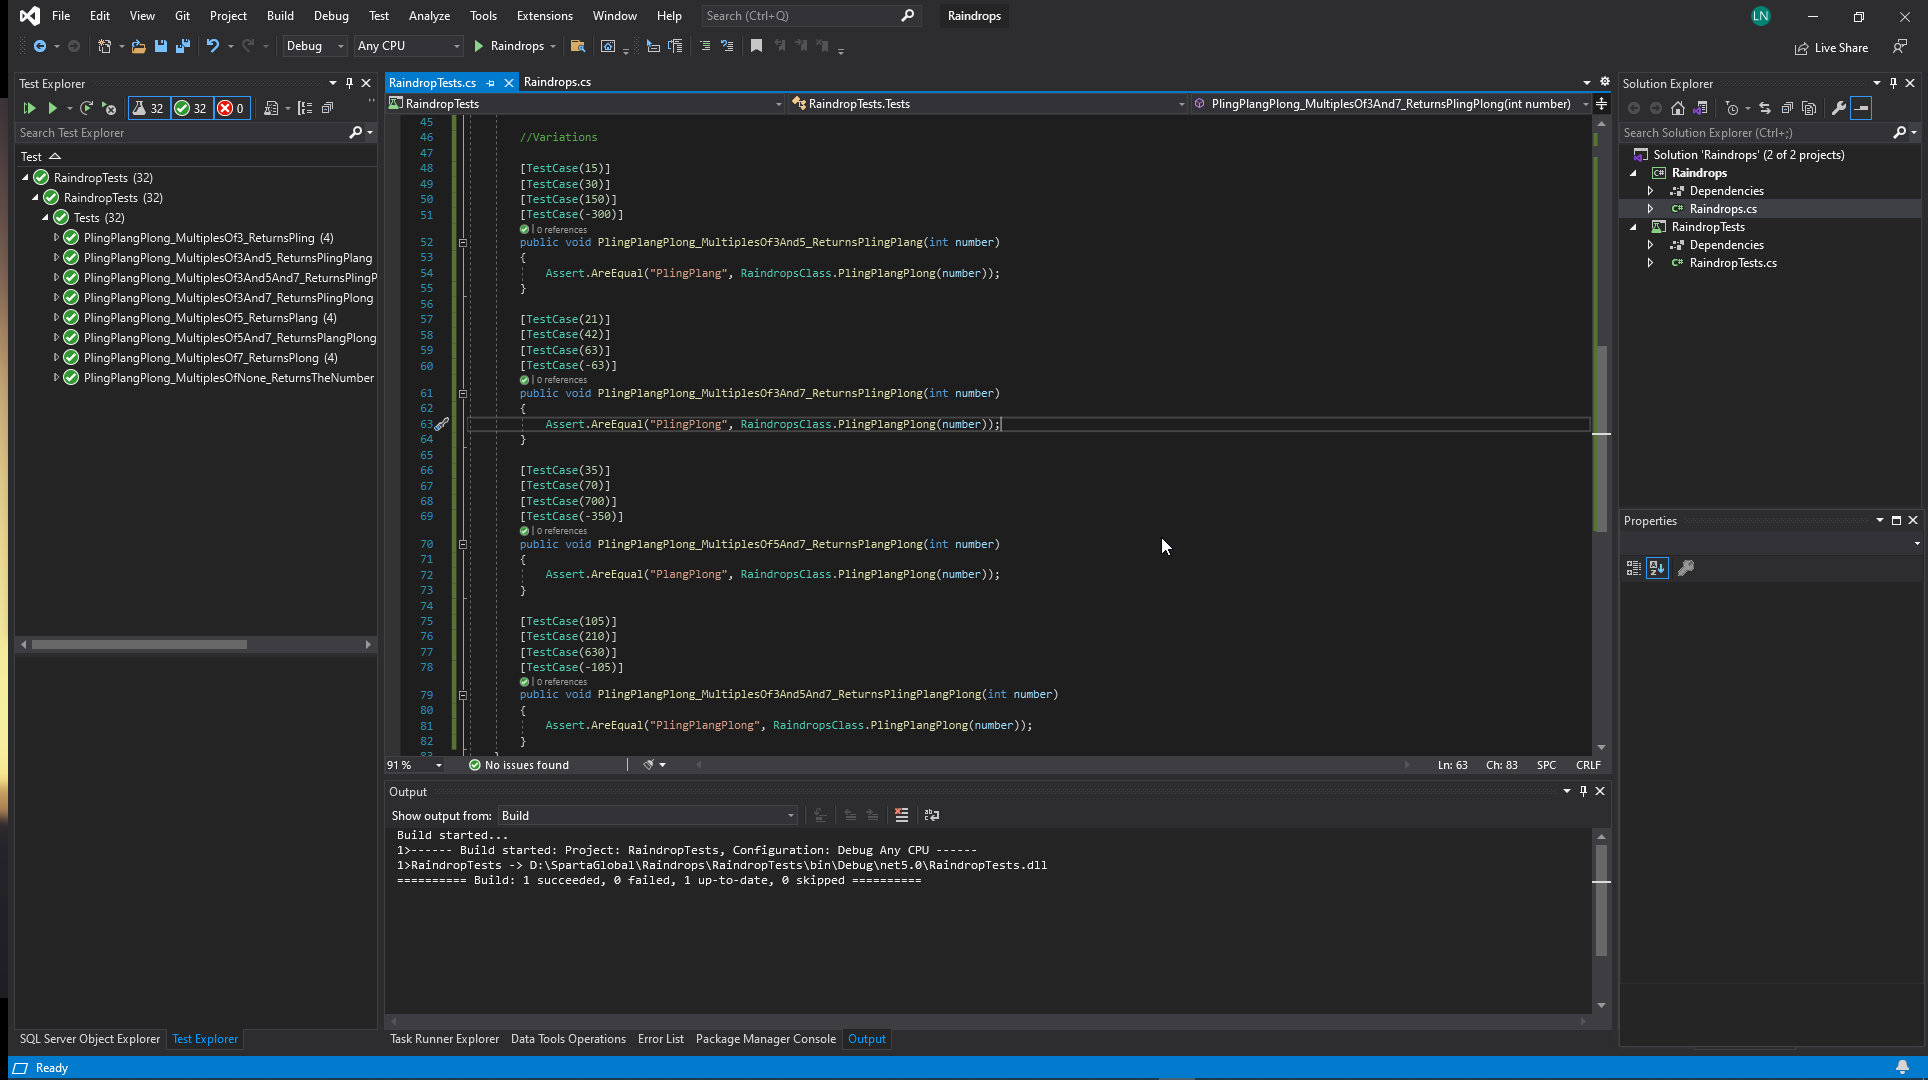 File Edit View Git Project Build Debug Test Analyze Tools Extensions Window Help Search (Ctrl+Q) Raindrops LN
Debug Any CPU Raindrops Live Share
Test Explorer
32 32 0
Search Test Explorer
Test
RaindropTests (32)
RaindropTests (32)
Tests (32)
PlingPlangPlong_MultiplesOf3_ReturnsPling (4)
PlingPlangPlong_MultiplesOf3And5_ReturnsPlingPlang
PlingPlangPlong_MultiplesOf3And5And7_ReturnsPlingP
PlingPlangPlong_MultiplesOf3And7_ReturnsPlingPlong
PlingPlangPlong_MultiplesOf5_ReturnsPlang (4)
PlingPlangPlong_MultiplesOf5And7_ReturnsPlangPlong
PlingPlangPlong_MultiplesOf7_ReturnsPlong (4)
PlingPlangPlong_MultiplesOfNone_ReturnsTheNumber
SQL Server Object Explorer Test Explorer
RaindropTests.cs Raindrops.cs
RaindropTests RaindropTests.Tests PlingPlangPlong_MultiplesOf3And7_ReturnsPlingPlong(int number)
45
46 //Variations
47
48 [TestCase(15)]
49 [TestCase(30)]
50 [TestCase(150)]
51 [TestCase(-300)]
| 0 references
52 public void PlingPlangPlong_MultiplesOf3And5_ReturnsPlingPlang(int number)
53 {
54 Assert.AreEqual("PlingPlang", RaindropsClass.PlingPlangPlong(number));
55 }
56
57 [TestCase(21)]
58 [TestCase(42)]
59 [TestCase(63)]
60 [TestCase(-63)]
| 0 references
61 public void PlingPlangPlong_MultiplesOf3And7_ReturnsPlingPlong(int number)
62 {
63 Assert.AreEqual("PlingPlong", RaindropsClass.PlingPlangPlong(number));
64 }
65
66 [TestCase(35)]
67 [TestCase(70)]
68 [TestCase(700)]
69 [TestCase(-350)]
| 0 references
70 public void PlingPlangPlong_MultiplesOf5And7_ReturnsPlangPlong(int number)
71 {
72 Assert.AreEqual("PlangPlong", RaindropsClass.PlingPlangPlong(number));
73 }
74
75 [TestCase(105)]
76 [TestCase(210)]
77 [TestCase(630)]
78 [TestCase(-105)]
| 0 references
79 public void PlingPlangPlong_MultiplesOf3And5And7_ReturnsPlingPlangPlong(int number)
80 {
81 Assert.AreEqual("PlingPlangPlong", RaindropsClass.PlingPlangPlong(number));
82 }
83 }
91 % No issues found Ln: 63 Ch: 83 SPC CRLF
Output
Show output from: Build
Build started...
1>------ Build started: Project: RaindropTests, Configuration: Debug Any CPU ------
1>RaindropTests -> D:\SpartaGlobal\Raindrops\RaindropTests\bin\Debug\net5.0\RaindropTests.dll
========== Build: 1 succeeded, 0 failed, 1 up-to-date, 0 skipped ==========
Task Runner Explorer Data Tools Operations Error List Package Manager Console Output
Solution Explorer
Search Solution Explorer (Ctrl+;)
Solution 'Raindrops' (2 of 2 projects)
C# Raindrops
Dependencies
C# Raindrops.cs
RaindropTests
Dependencies
C# RaindropTests.cs
Properties
Ready